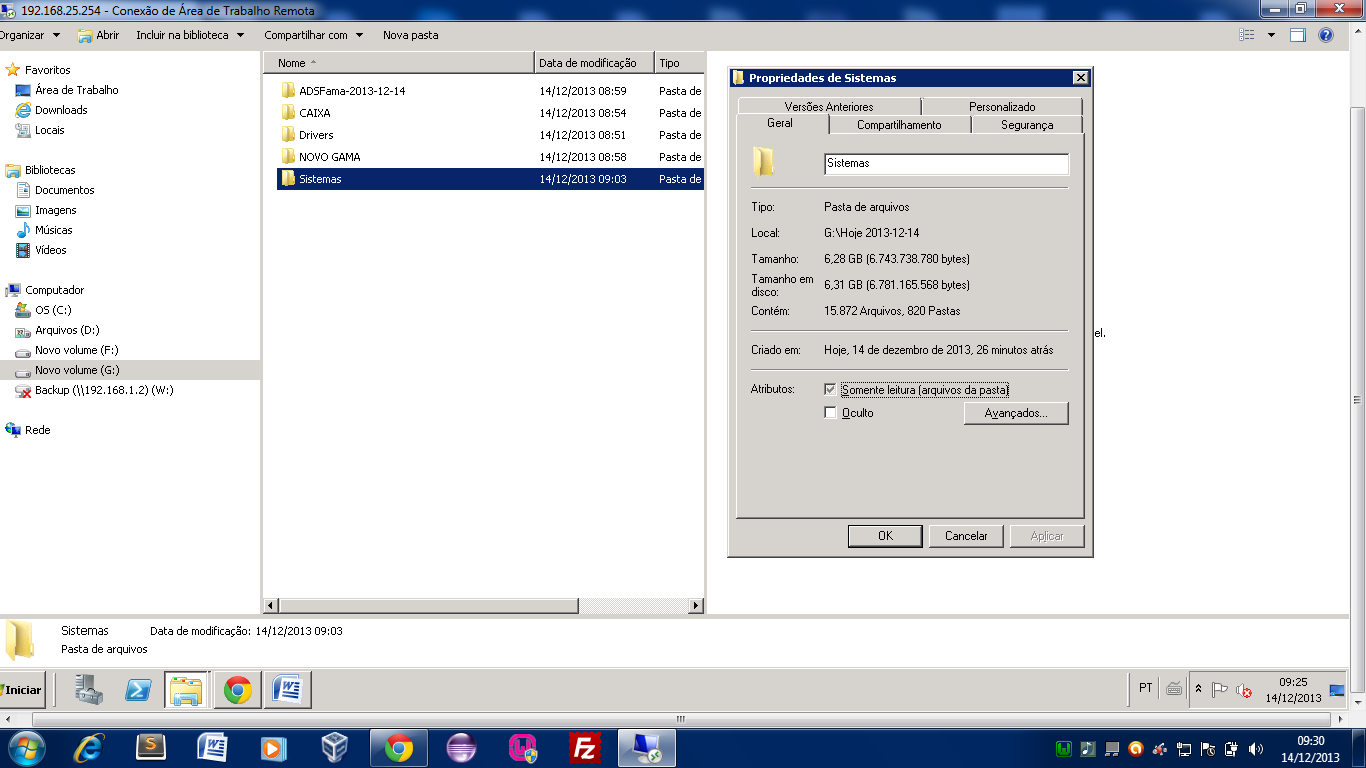 192.168.25.254 - Conexão de Área de Trabalho Remota
Organizar Abrir Incluir na biblioteca Compartilhar com Nova pasta
Favoritos
Área de Trabalho
Downloads
Locais
Bibliotecas
Documentos
Imagens
Músicas
Vídeos
Computador
OS (C:)
Arquivos (D:)
Novo volume (F:)
Novo volume (G:)
Backup (\\192.168.1.2) (W:)
Rede
Nome Data de modificação Tipo
ADSFama-2013-12-14 14/12/2013 08:59 Pasta de
CAIXA 14/12/2013 08:54 Pasta de
Drivers 14/12/2013 08:51 Pasta de
NOVO GAMA 14/12/2013 08:58 Pasta de
Sistemas 14/12/2013 09:03 Pasta de
Propriedades de Sistemas
Versões Anteriores Personalizado
Geral Compartilhamento Segurança
Sistemas
Tipo: Pasta de arquivos
Local: G:\Hoje 2013-12-14
Tamanho: 6,28 GB (6.743.738.780 bytes)
Tamanho em disco: 6,31 GB (6.781.165.568 bytes)
Contém: 15.872 Arquivos, 820 Pastas
Criado em: Hoje, 14 de dezembro de 2013, 26 minutos atrás
Atributos: Somente leitura (arquivos da pasta)
Oculto Avançados...
OK Cancelar Aplicar
el.
Sistemas Data de modificação: 14/12/2013 09:03
Pasta de arquivos
Iniciar
PT
09:25
14/12/2013
09:30
14/12/2013